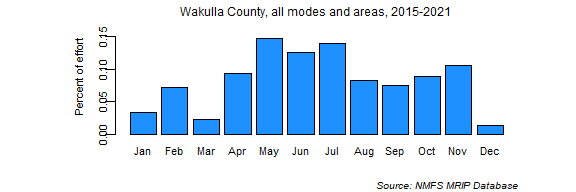 Wakulla County, all modes and areas, 2015-2021
Percent of effort
0.15
0.10
0.05
0.00
Jan Feb Mar Apr May Jun Jul Aug Sep Oct Nov Dec
Source: NMFS MRIP Database